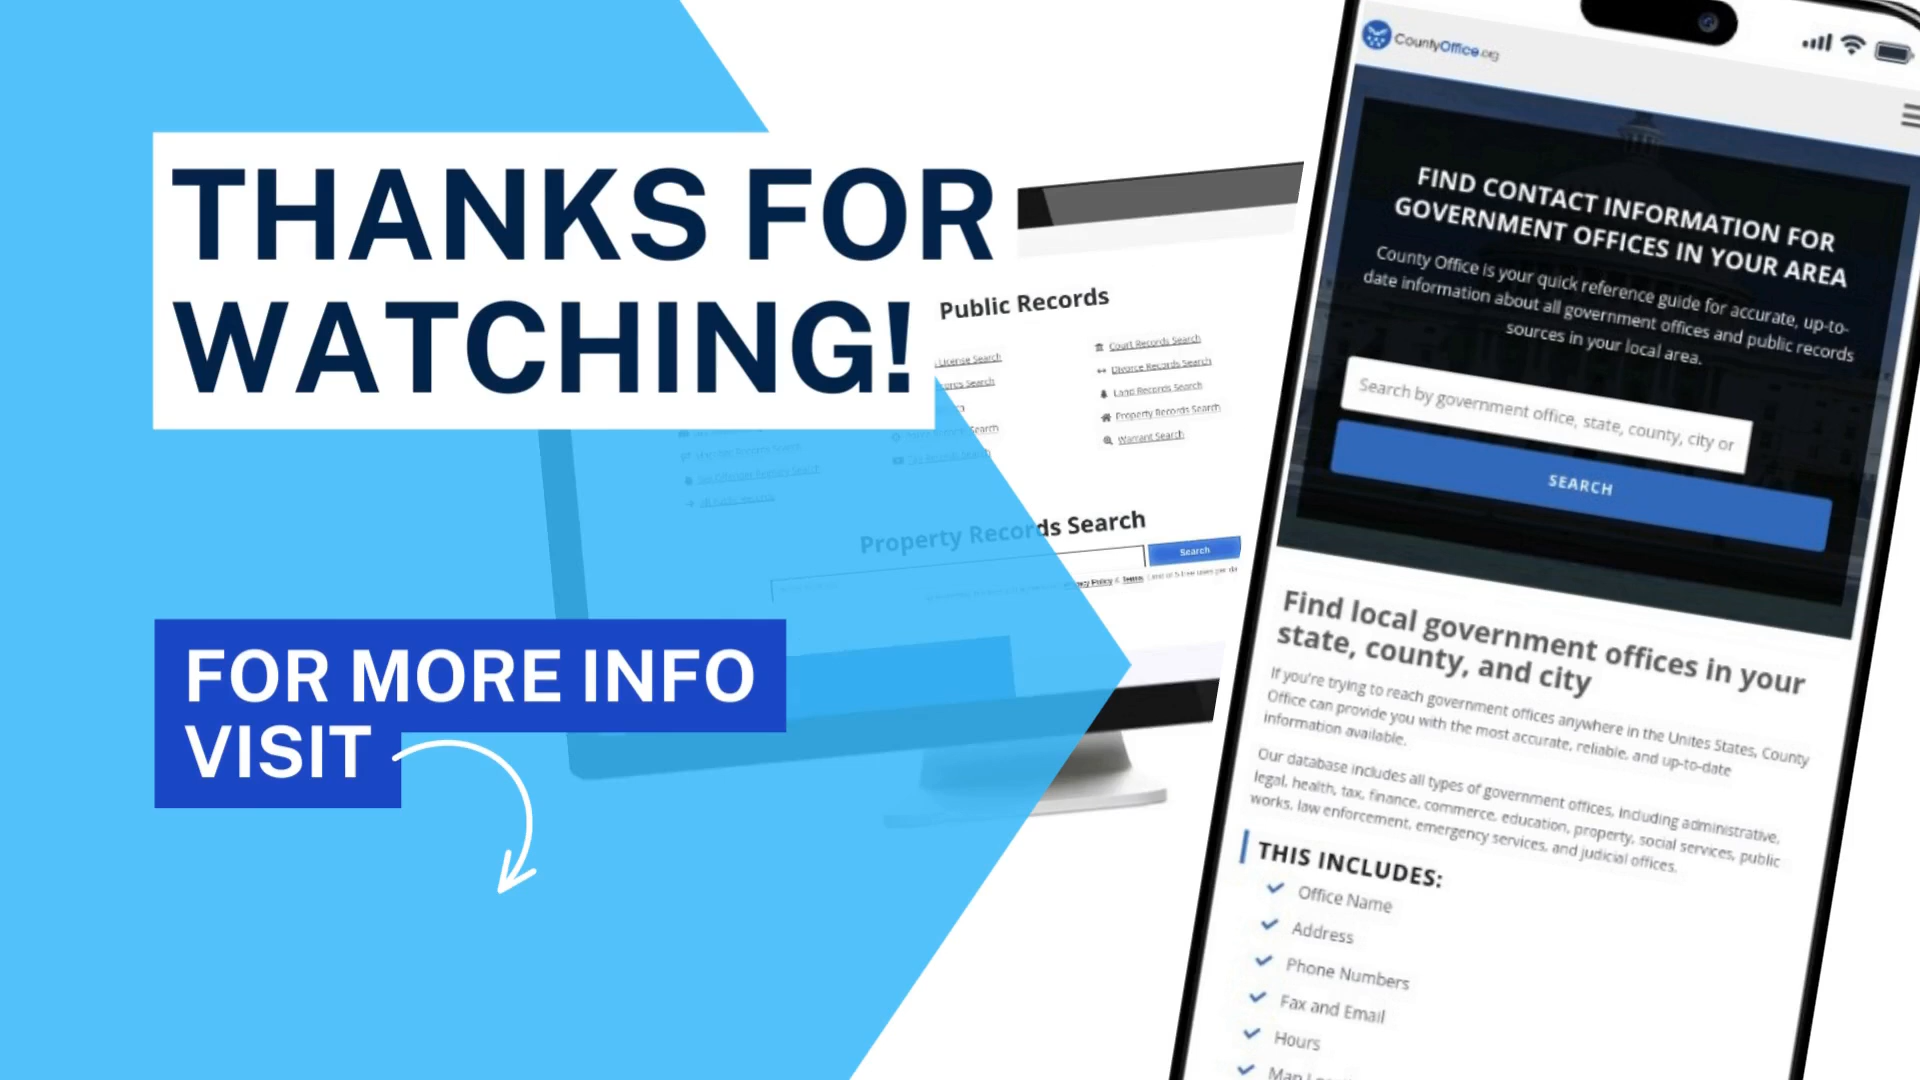 THANKS FOR
WATCHING!
FOR MORE INFO
VISIT
Public Records
License Search
Search
Search
Court Records Search
Divorce Records Search
Land Records Search
Property Records Search
Warrant Search
Property Records Search
Search
Policy & Terms
CountyOffice.org
FIND CONTACT INFORMATION FOR
GOVERNMENT OFFICES IN YOUR AREA
County Office is your quick reference guide for accurate, up-to-
date information about all government offices and public records
sources in your local area.
Search by government office, state, county, city or
SEARCH
Find local government offices in your
state, county, and city
If you're trying to reach government offices anywhere in the Unites States, County
Office can provide you with the most accurate, reliable, and up-to-date
information available.
Our database includes all types of government offices, including administrative,
legal, health, tax, finance, commerce, education, property, social services, public
works, law enforcement, emergency services, and judicial offices.
THIS INCLUDES:
Office Name
Address
Phone Numbers
Fax and Email
Hours
Map